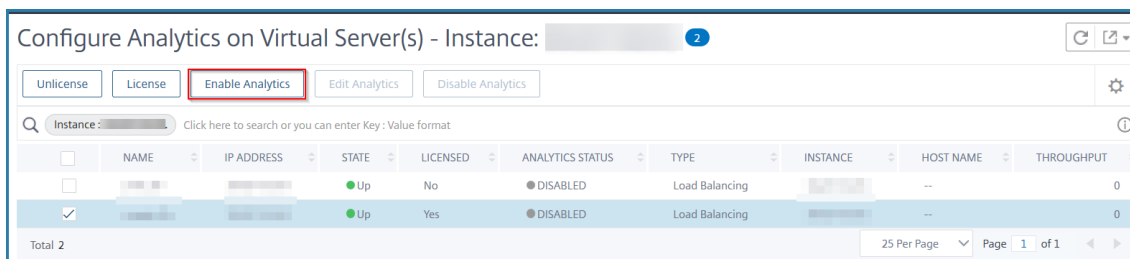 Configure Analytics on Virtual Server(s) - Instance: 2
Unlicense License Enable Analytics Edit Analytics Disable Analytics
Instance : Click here to search or you can enter Key : Value format
NAME IP ADDRESS STATE LICENSED ANALYTICS STATUS TYPE INSTANCE HOST NAME THROUGHPUT
Up No DISABLED Load Balancing -- 0
Up Yes DISABLED Load Balancing -- 0
Total 2 25 Per Page Page 1 of 1